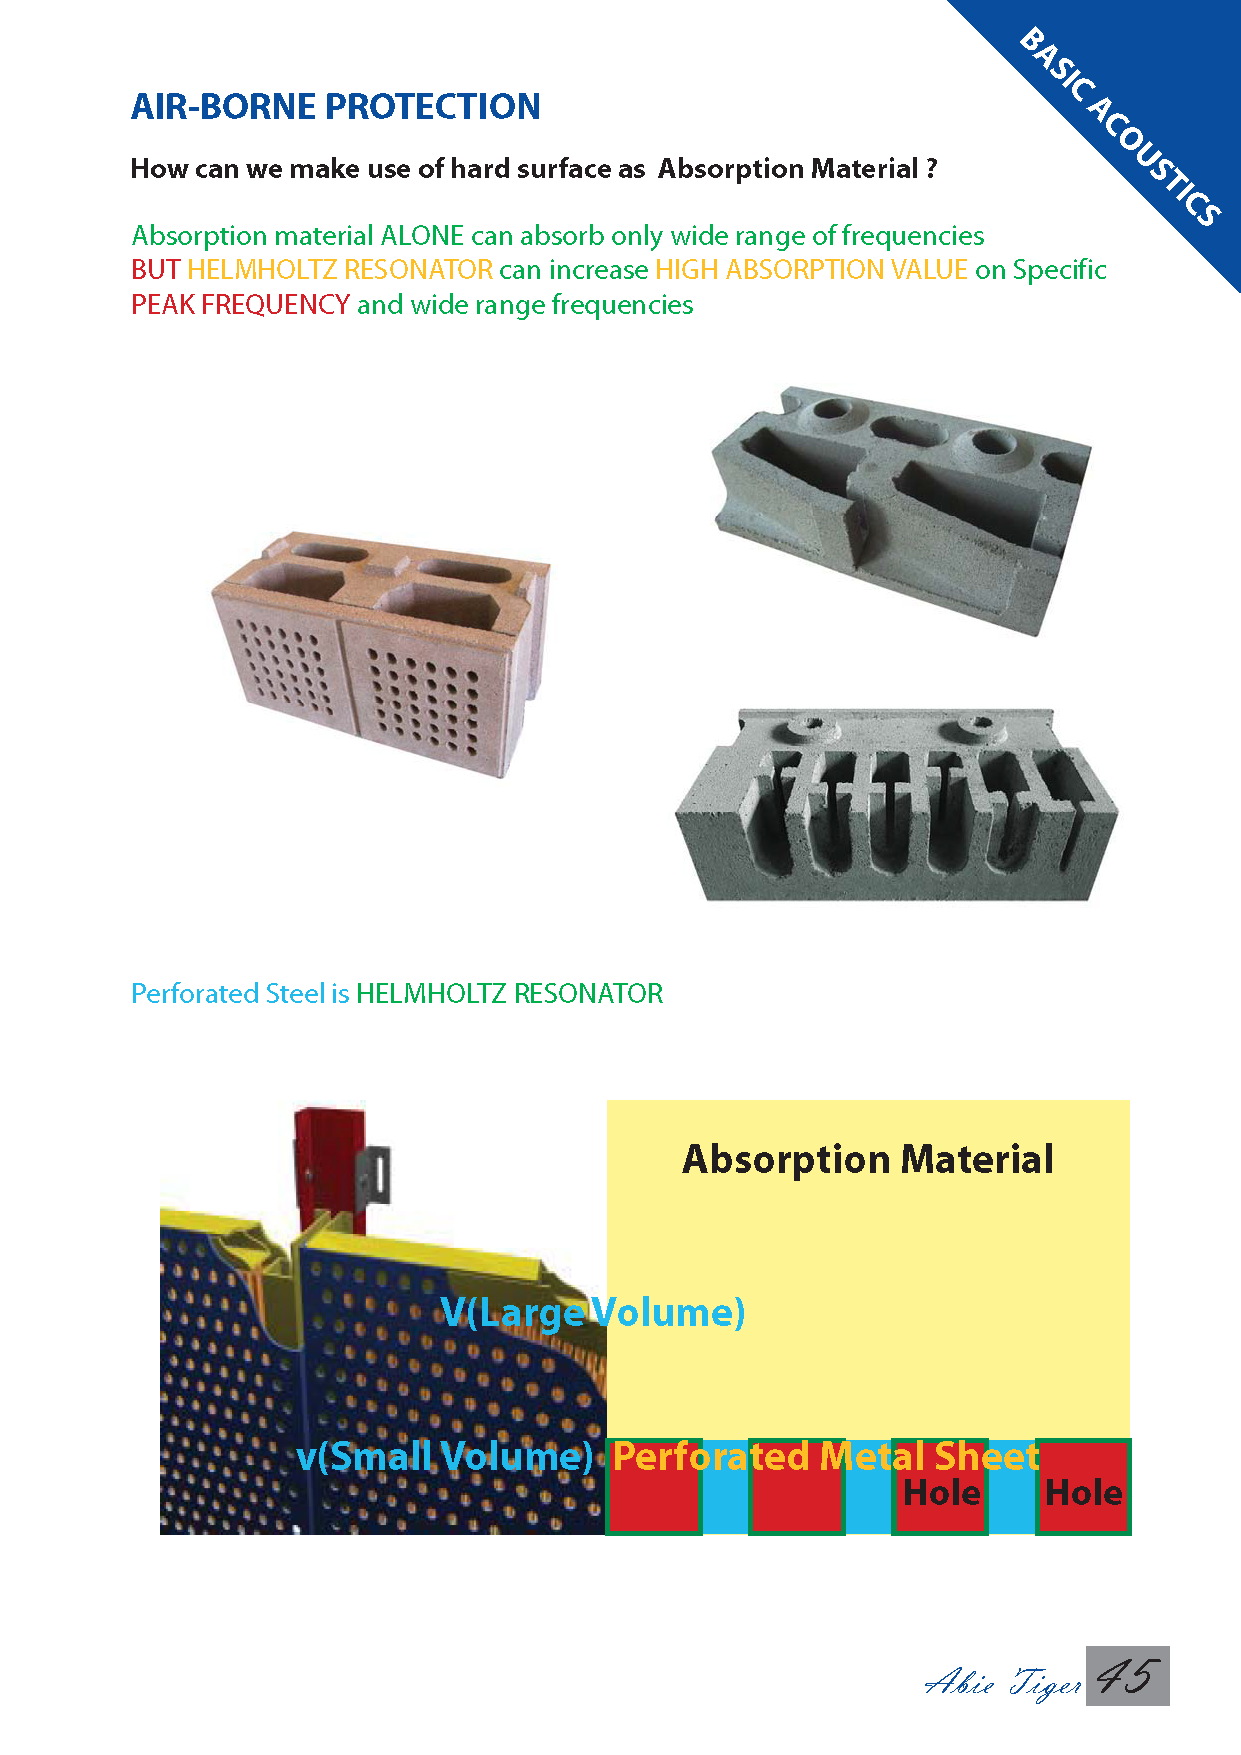 BASIC ACOUSTICS
AIR-BORNE PROTECTION
How can we make use of hard surface as Absorption Material ?
Absorption material ALONE can absorb only wide range of frequencies
BUT HELMHOLTZ RESONATOR can increase HIGH ABSORPTION VALUE on Specific
PEAK FREQUENCY and wide range frequencies
Perforated Steel is HELMHOLTZ RESONATOR
Absorption Material
V(Large Volume)
v(Small Volume) Perforated Metal Sheet
Hole Hole
Abie Tiger 45